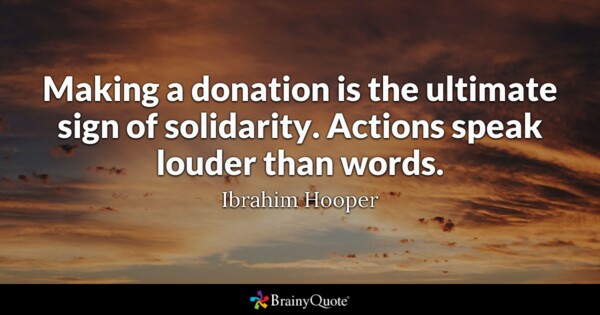 Making a donation is the ultimate
sign of solidarity. Actions speak
louder than words.
Ibrahim Hooper
BrainyQuote